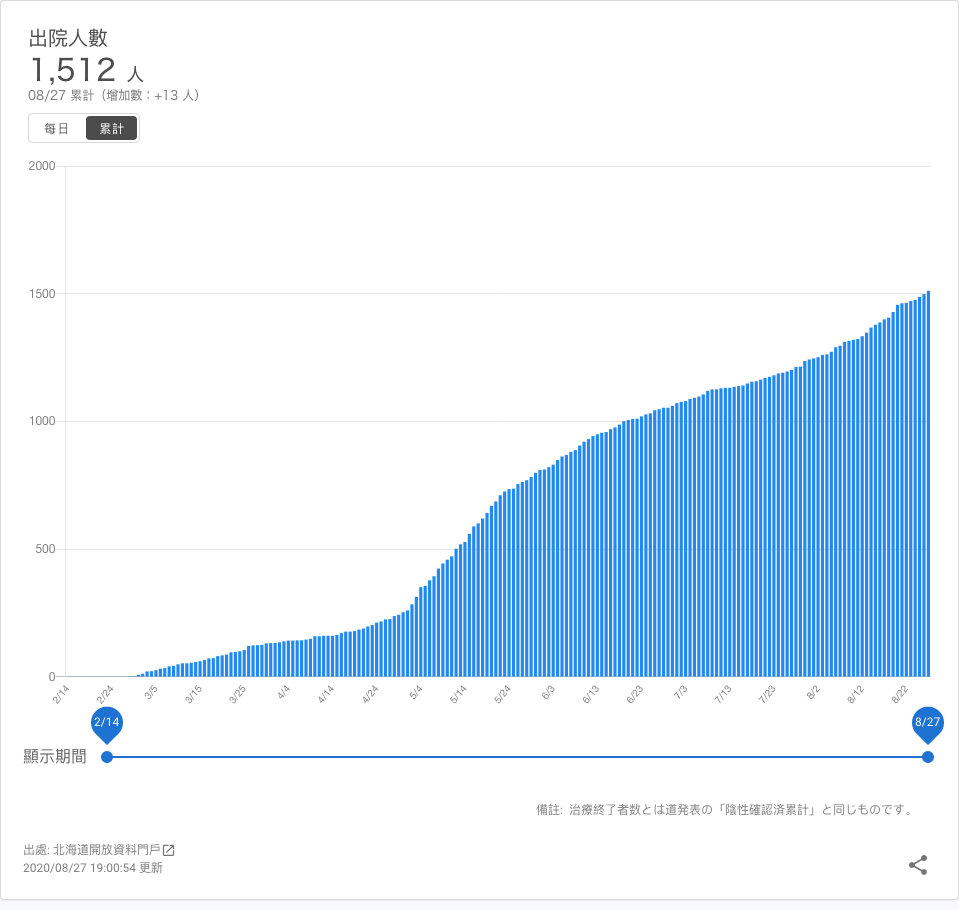 出院人數
1,512 人
08/27 累計（增加數：+13 人）
每日 累計
2000
1500
1000
500
0
2/14 2/24 3/5 3/15 3/25 4/4 4/14 4/24 5/4 5/14 5/24 6/3 6/13 6/23 7/3 7/13 7/23 8/2 8/12 8/22
2/14 8/27
顯示期間
備註: 治療終了者数とは道発表の「陰性確認済累計」と同じものです。
出處: 北海道開放資料門戶
2020/08/27 19:00:54 更新